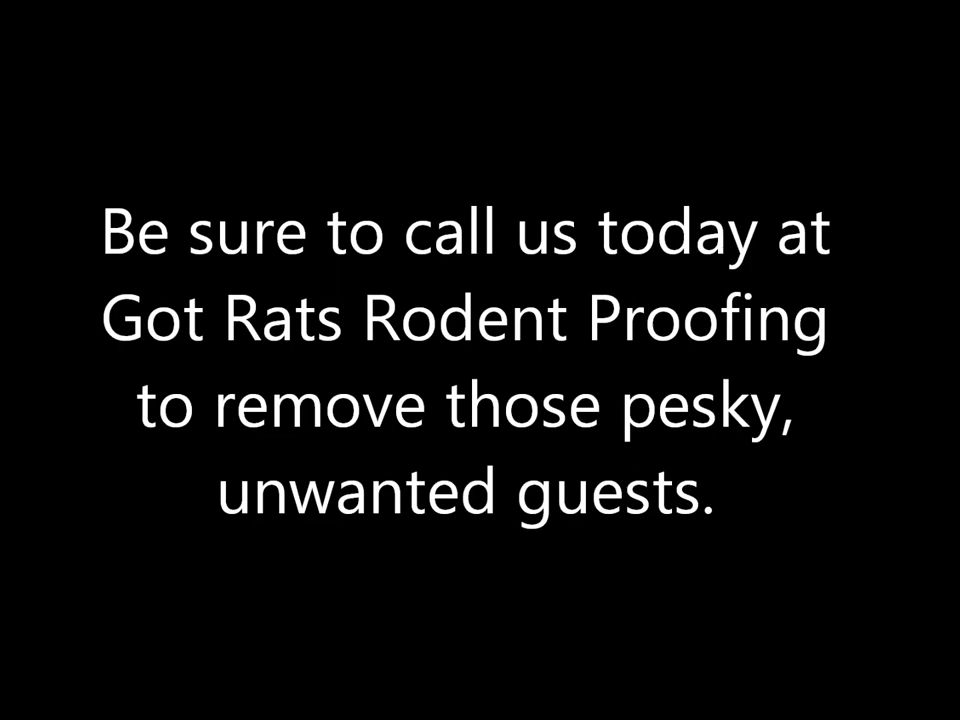 Be sure to call us today at
Got Rats Rodent Proofing
to remove those pesky,
unwanted guests.